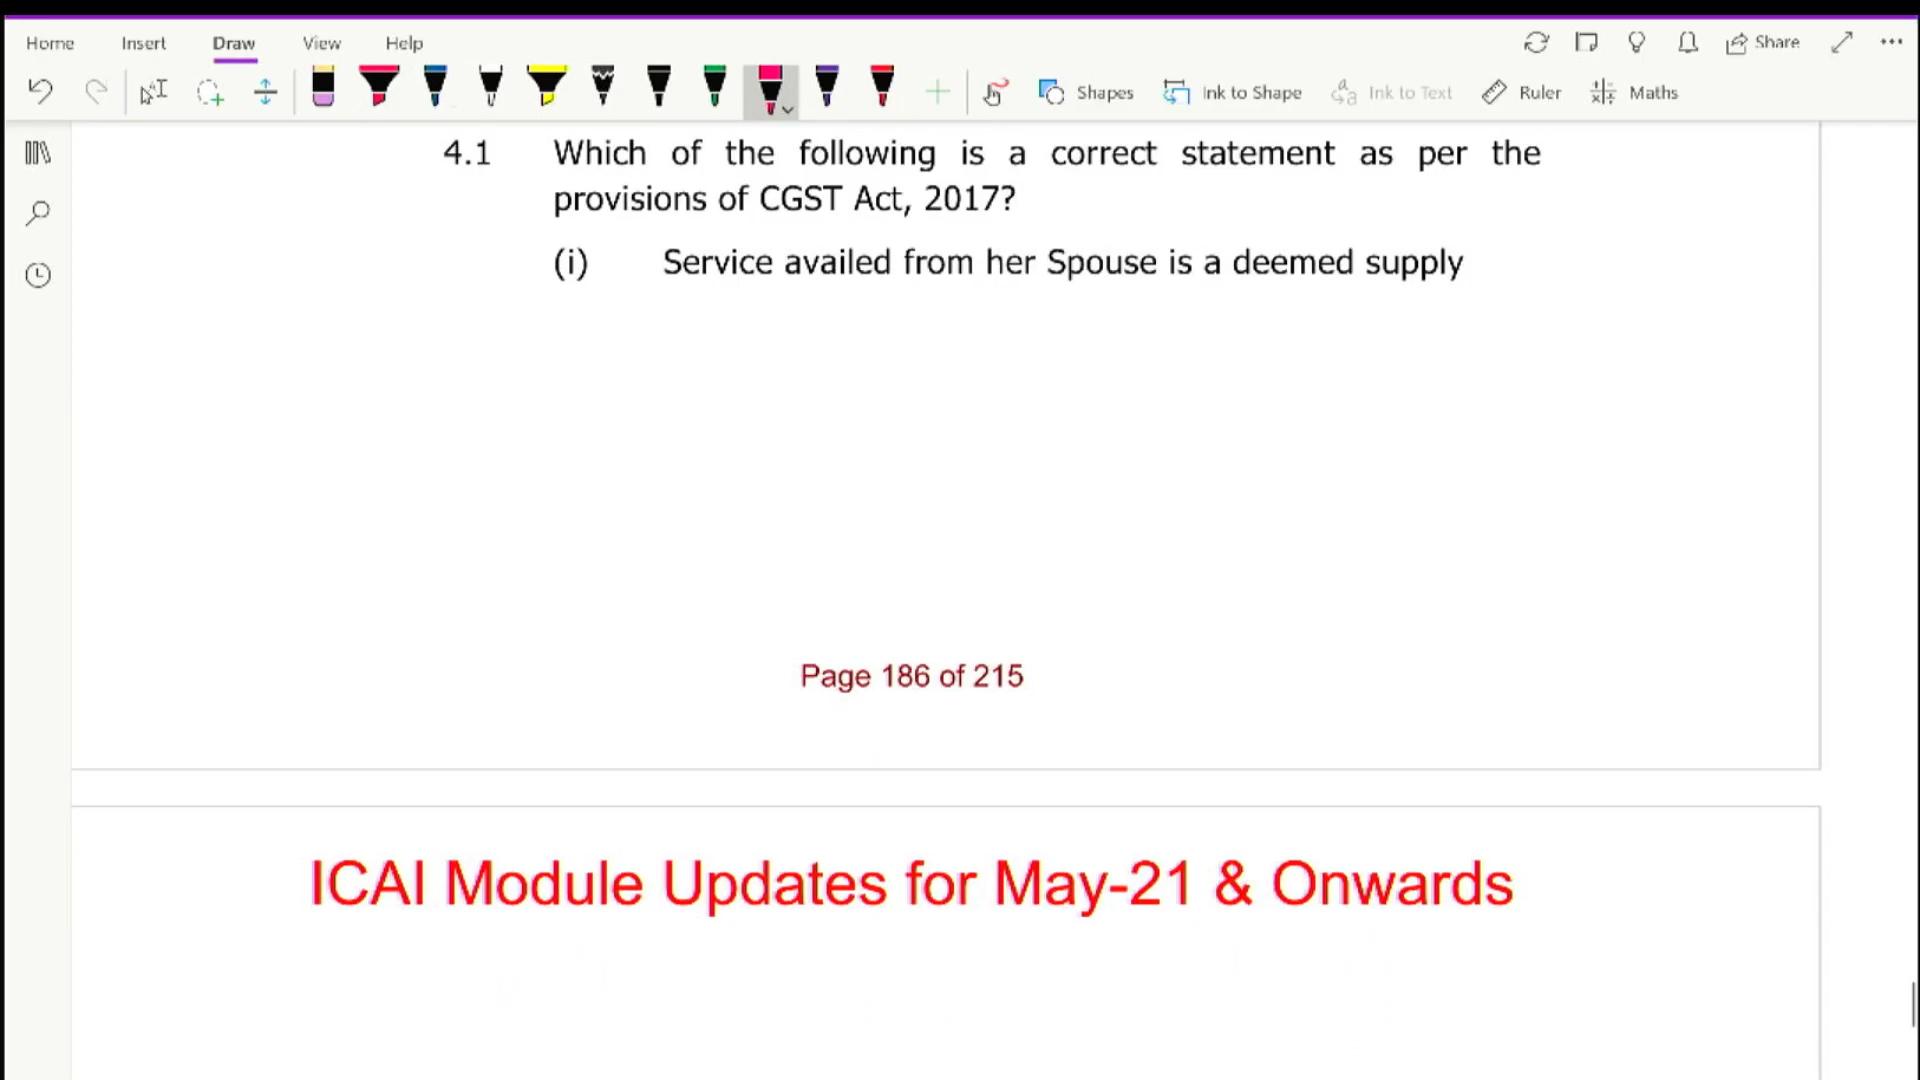 Home Insert Draw View Help Share
Shapes Ink to Shape Ink to Text Ruler Maths
4.1 Which of the following is a correct statement as per the
provisions of CGST Act, 2017?
(i) Service availed from her Spouse is a deemed supply
Page 186 of 215
ICAI Module Updates for May-21 & Onwards